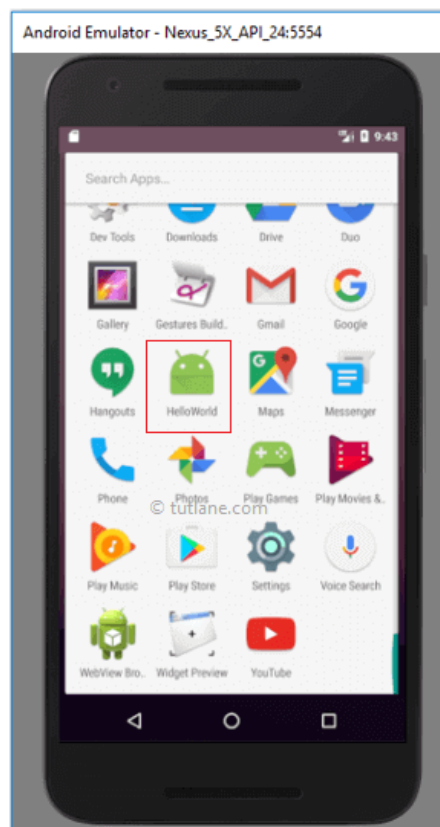 Android Emulator - Nexus_5X_API_24:5554
9:43
Search Apps...
Dev Tools Downloads Drive Duo
Gallery Gestures Build.. Gmail Google
G
Hangouts HelloWorld Maps Messenger
Phone Photos Play Games Play Movies &..
© tutlane.com
Play Music Play Store Settings Voice Search
WebView Bro.. Widget Preview YouTube